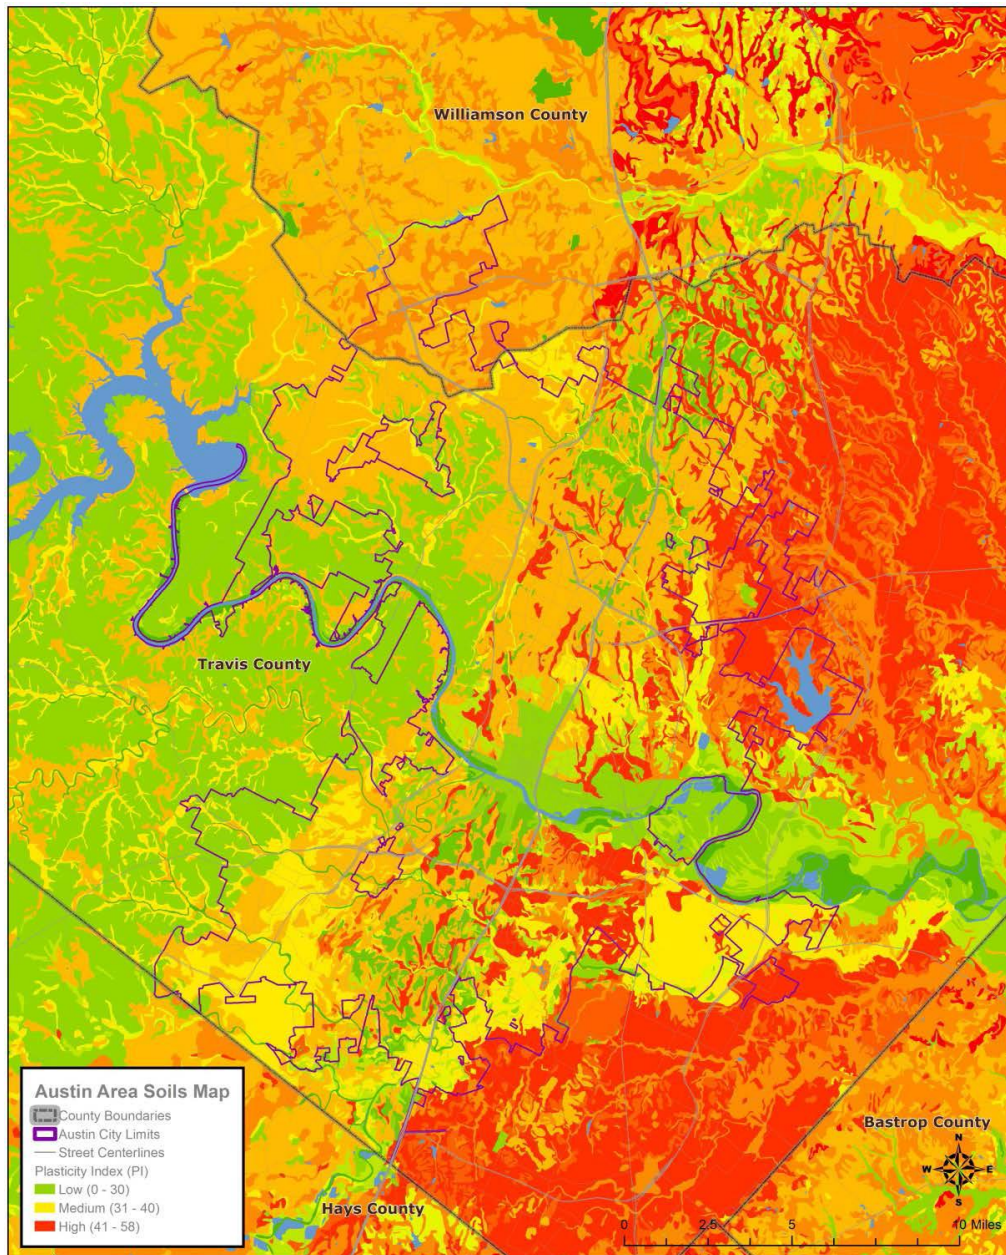 Williamson County
Travis County
Bastrop County
Hays County
Austin Area Soils Map
County Boundaries
Austin City Limits
Street Centerlines
Plasticity Index (PI)
Low (0 - 30)
Medium (31 - 40)
High (41 - 58)
N
W E
S
0 2.5 5 10 Miles